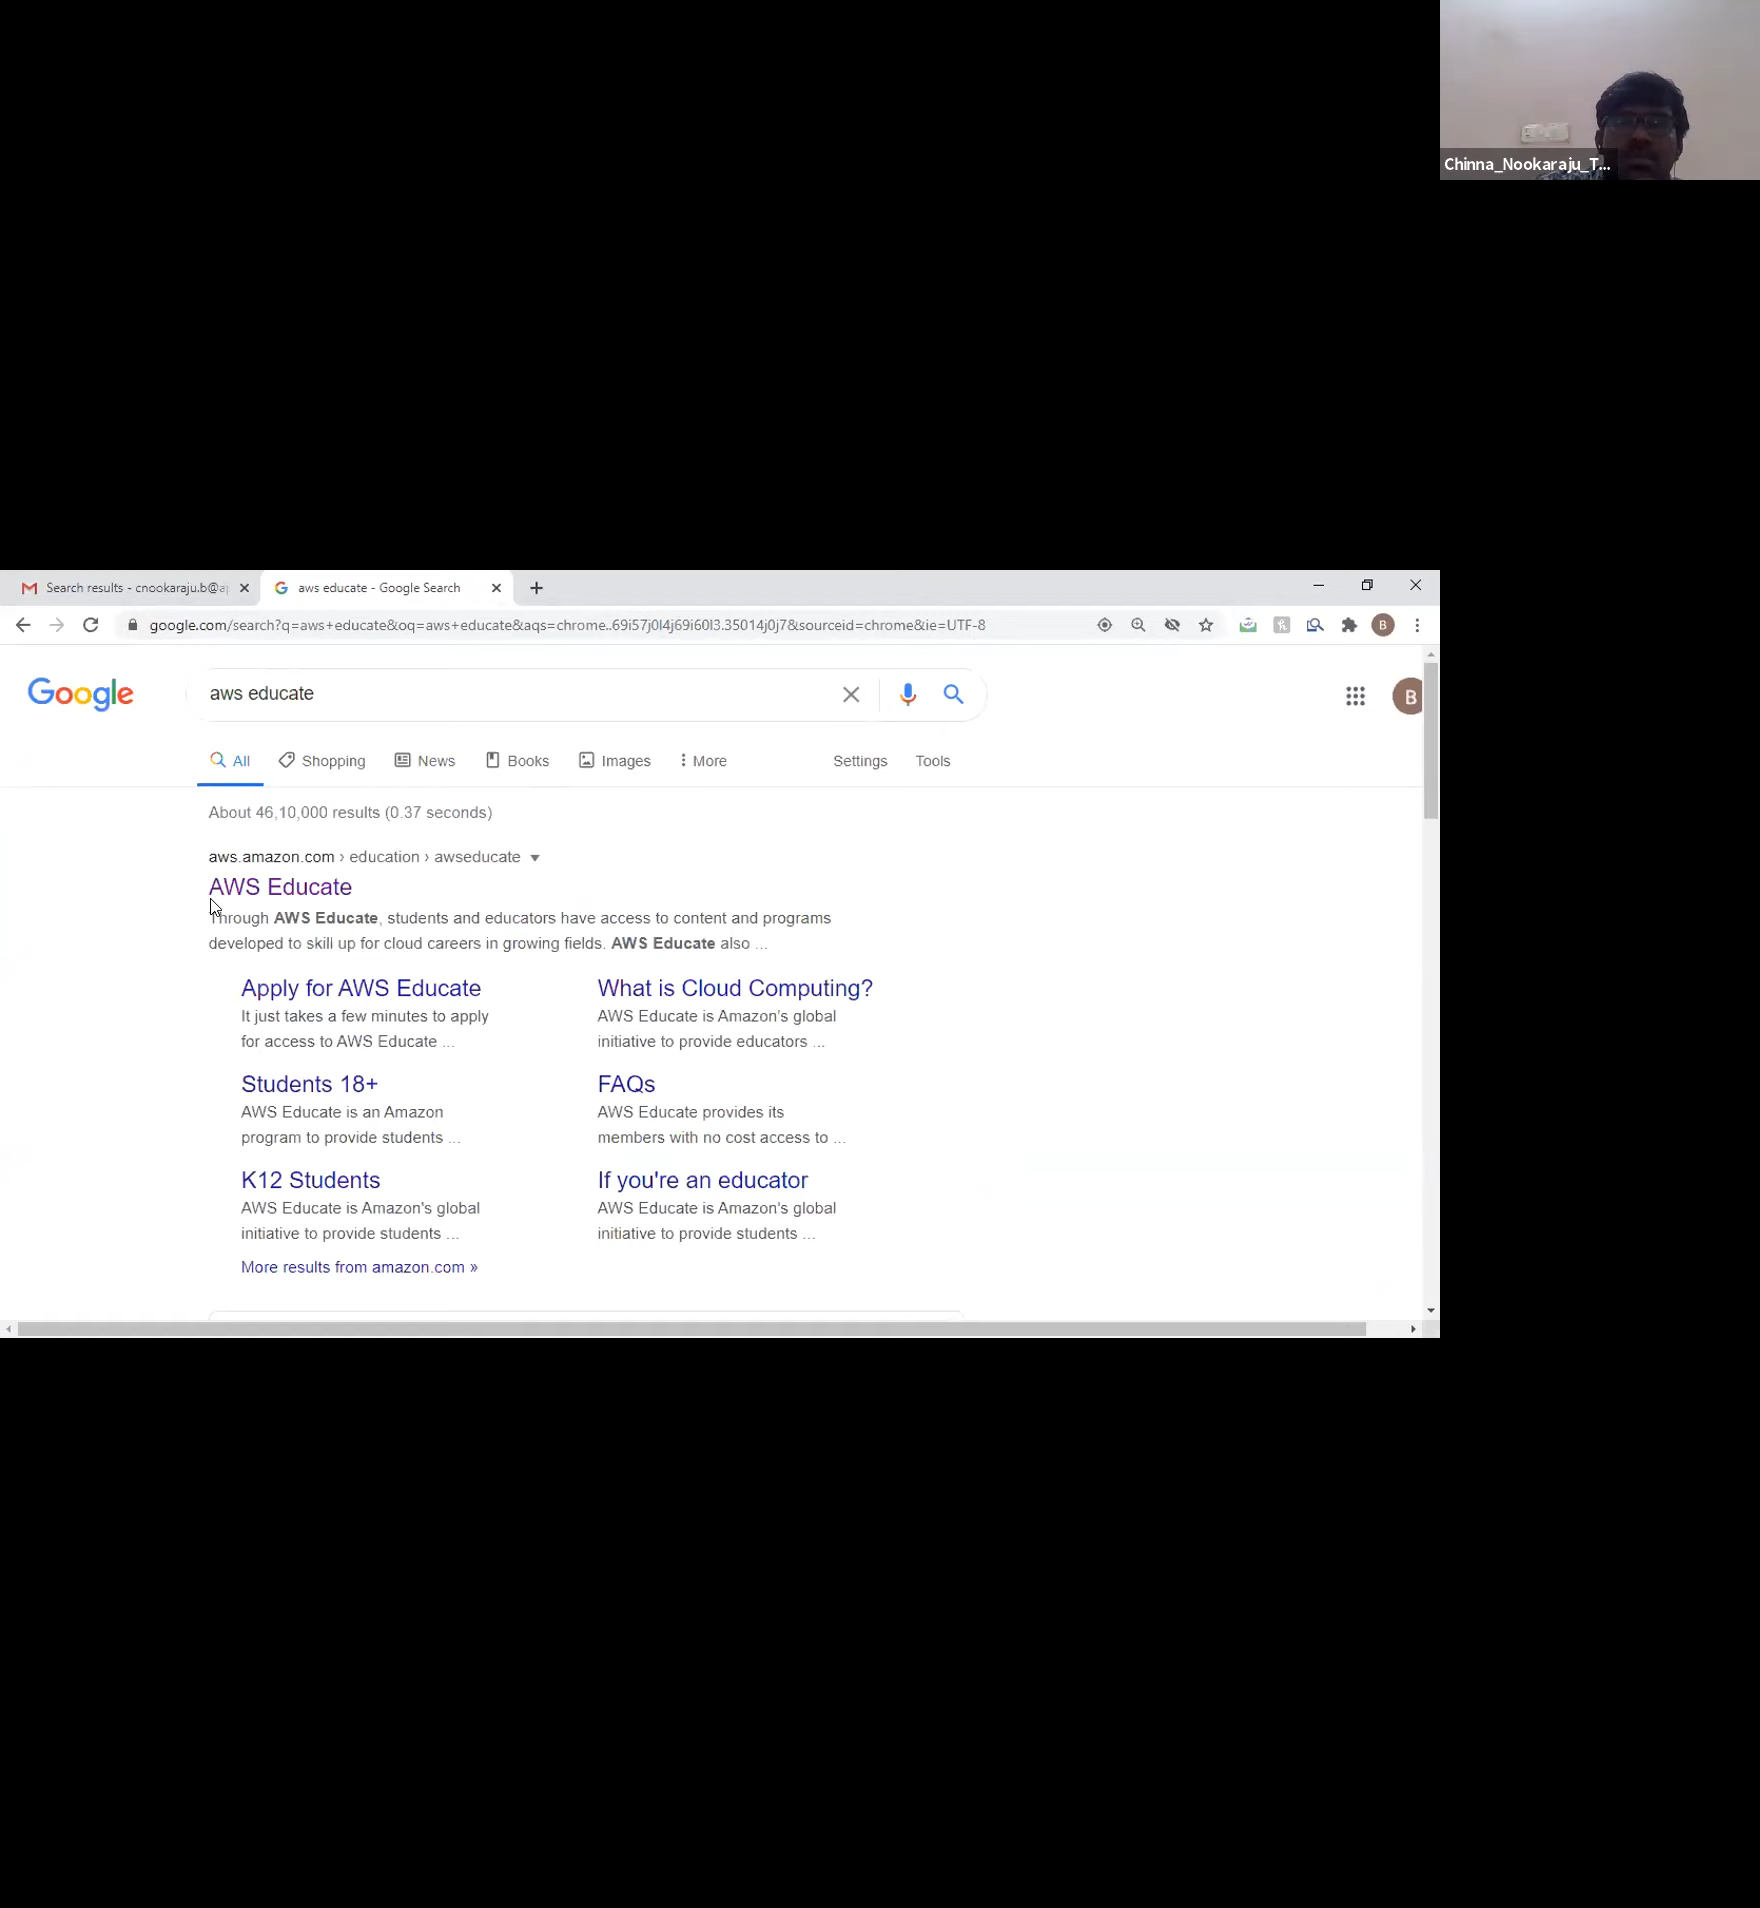 Chinna_Nookaraju_T...
Search results - cnookaraju.b@a
aws educate - Google Search
google.com/search?q=aws+educate&oq=aws+educate&aqs=chrome..69i57j0l4j69i60l3.35014j0j7&sourceid=chrome&ie=UTF-8
B
Google
aws educate
B
All Shopping News Books Images More Settings Tools
About 46,10,000 results (0.37 seconds)
aws.amazon.com › education › awseducate
AWS Educate
Through AWS Educate, students and educators have access to content and programs
developed to skill up for cloud careers in growing fields. AWS Educate also ...
Apply for AWS Educate
It just takes a few minutes to apply
for access to AWS Educate ...
What is Cloud Computing?
AWS Educate is Amazon's global
initiative to provide educators ...
Students 18+
AWS Educate is an Amazon
program to provide students ...
FAQs
AWS Educate provides its
members with no cost access to ...
K12 Students
AWS Educate is Amazon's global
initiative to provide students ...
If you're an educator
AWS Educate is Amazon's global
initiative to provide students ...
More results from amazon.com »